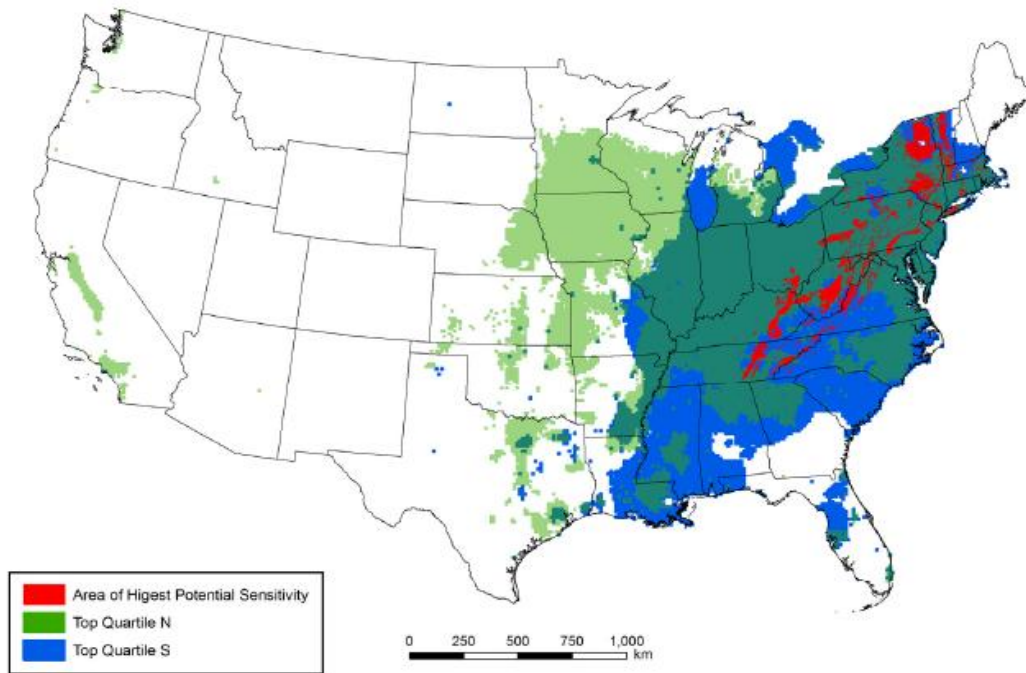 Area of Higest Potential Sensitivity
Top Quartile N
Top Quartile S
0 250 500 750 1,000
km